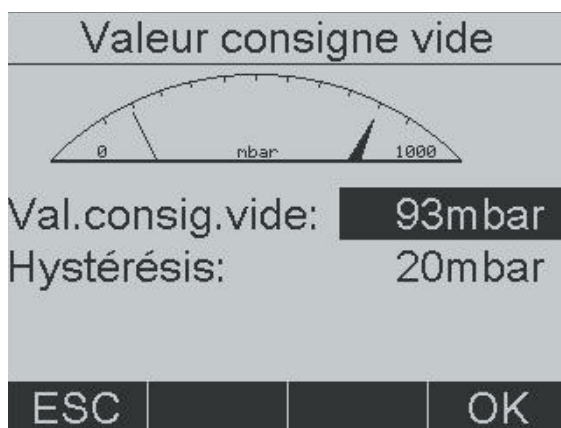 Valeur consigne vide
0 mbar 1000
Val.consig.vide: 93mbar
Hystérésis: 20mbar
ESC OK